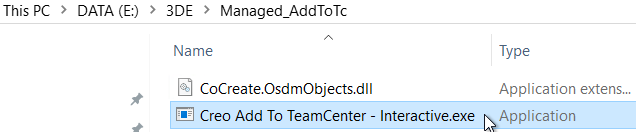 This PC > DATA (E:) > 3DE > Managed_AddToTc
Name Type
CoCreate.OsdmObjects.dll Application extens...
Creo Add To TeamCenter - Interactive.exe Application